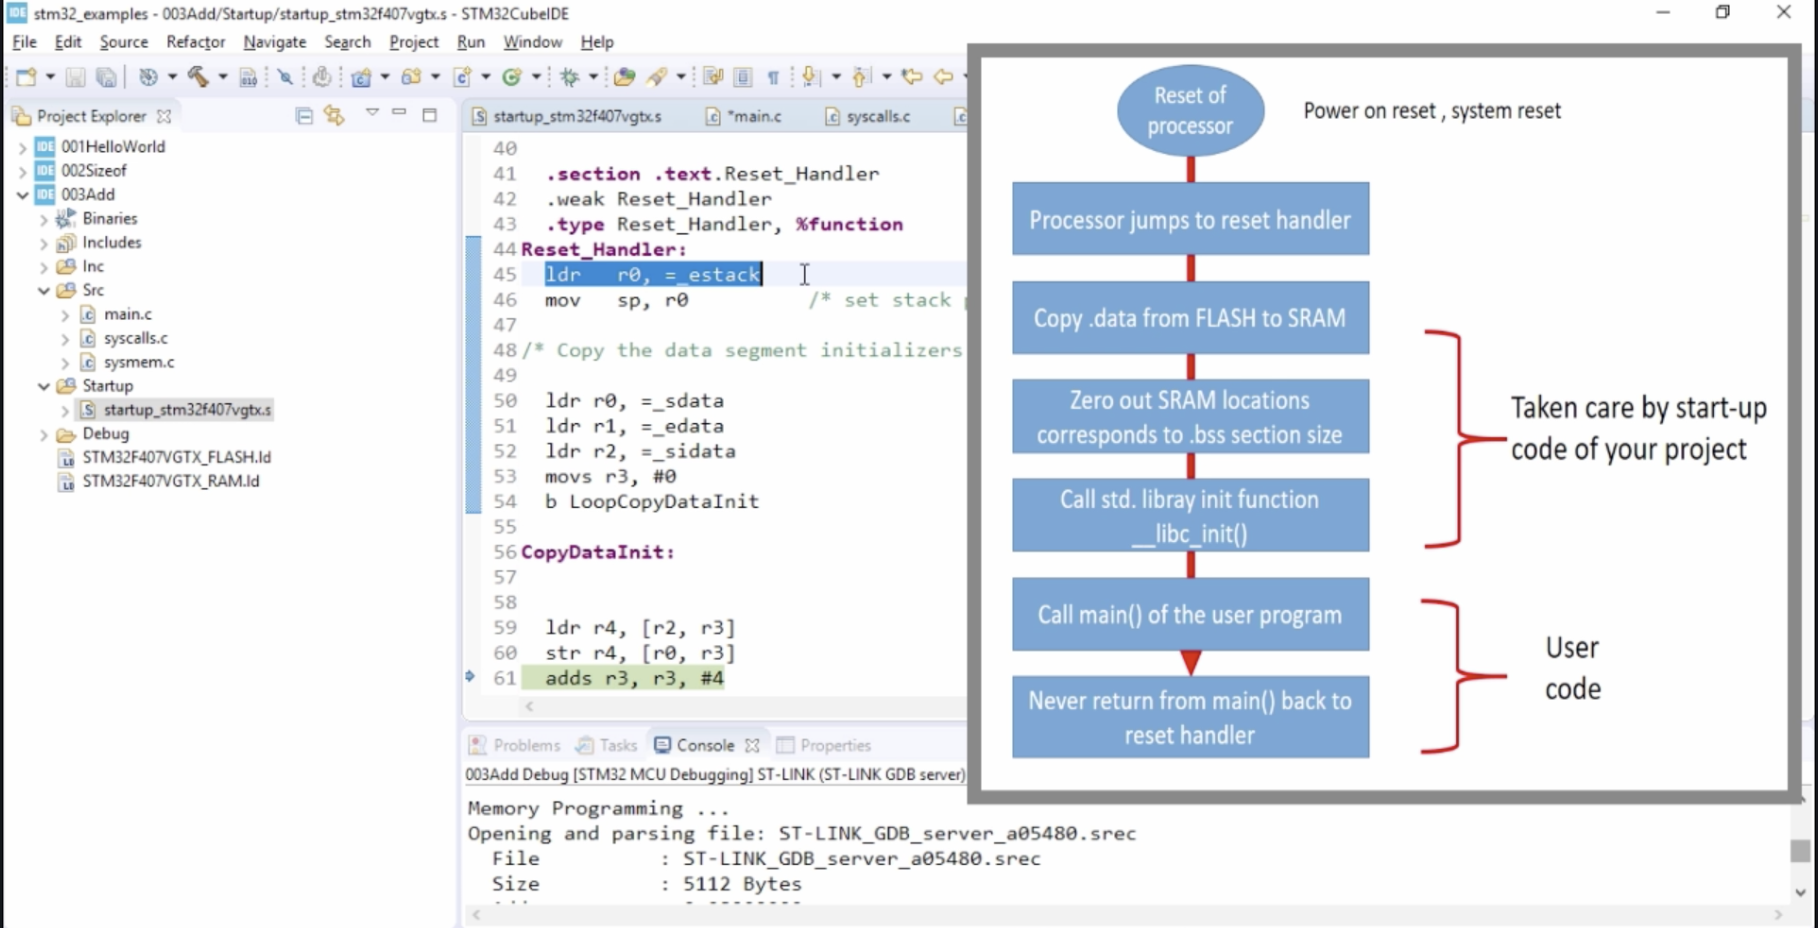 IDE stm32_examples - 003Add/Startup/startup_stm32f407vgtx.s - STM32CubeIDE
File Edit Source Refactor Navigate Search Project Run Window Help
Project Explorer
IDE 001HelloWorld
IDE 002Sizeof
IDE 003Add
Binaries
Includes
Inc
Src
main.c
syscalls.c
sysmem.c
Startup
startup_stm32f407vgtx.s
Debug
STM32F407VGTX_FLASH.ld
STM32F407VGTX_RAM.ld
startup_stm32f407vgtx.s *main.c syscalls.c
40
41 .section .text.Reset_Handler
42 .weak Reset_Handler
43 .type Reset_Handler, %function
44 Reset_Handler:
45 ldr r0, =_estack
46 mov sp, r0 /* set stack
47
48 /* Copy the data segment initializers
49
50 ldr r0, =_sdata
51 ldr r1, =_edata
52 ldr r2, =_sidata
53 movs r3, #0
54 b LoopCopyDataInit
55
56 CopyDataInit:
57
58
59 ldr r4, [r2, r3]
60 str r4, [r0, r3]
61 adds r3, r3, #4
Problems Tasks Console Properties
003Add Debug [STM32 MCU Debugging] ST-LINK (ST-LINK GDB server)
Memory Programming ...
Opening and parsing file: ST-LINK_GDB_server_a05480.srec
File : ST-LINK_GDB_server_a05480.srec
Size : 5112 Bytes
Reset of
processor
Power on reset , system reset
Processor jumps to reset handler
Copy .data from FLASH to SRAM
Zero out SRAM locations
corresponds to .bss section size
Call std. libray init function
__libc_init()
Taken care by start-up
code of your project
Call main() of the user program
Never return from main() back to
reset handler
User
code